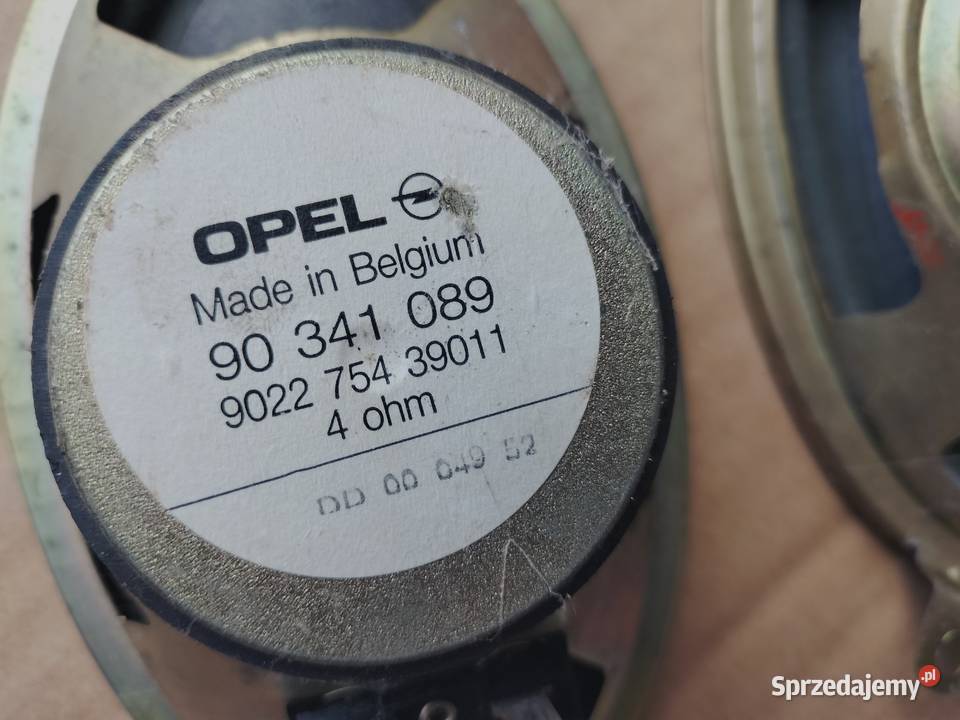 OPEL
Made in Belgium
90 341 089
9022 754 39011
4 ohm
DD 00 049 52
Sprzedajemy.pl